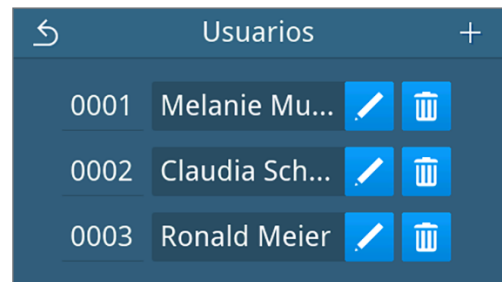 Usuarios +
0001 Melanie Mu...
0002 Claudia Sch...
0003 Ronald Meier